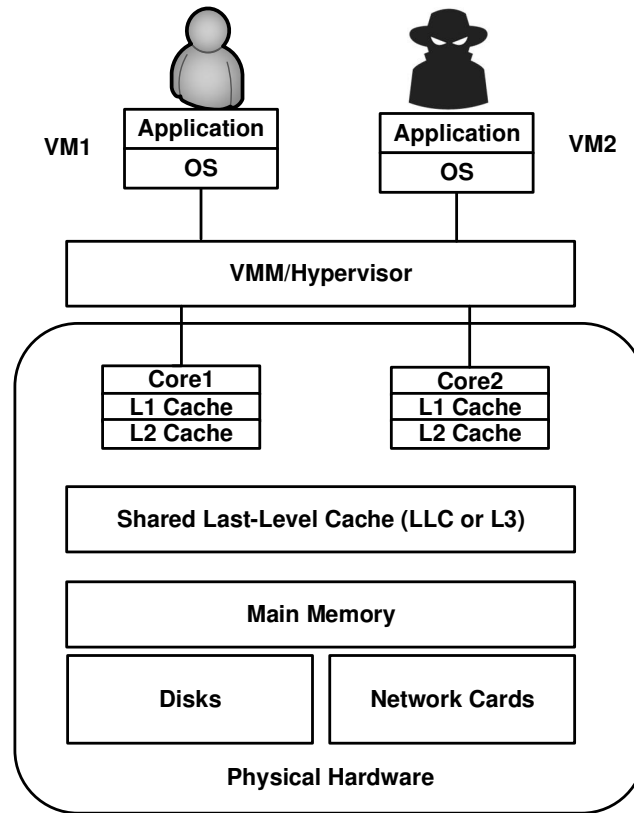 Application
Application
VM1
VM2
OS
OS
VMM/Hypervisor
Core1
Core2
L1 Cache
L1 Cache
L2 Cache
L2 Cache
Shared Last-Level Cache (LLC or L3)
Main Memory
Disks
Network Cards
Physical Hardware